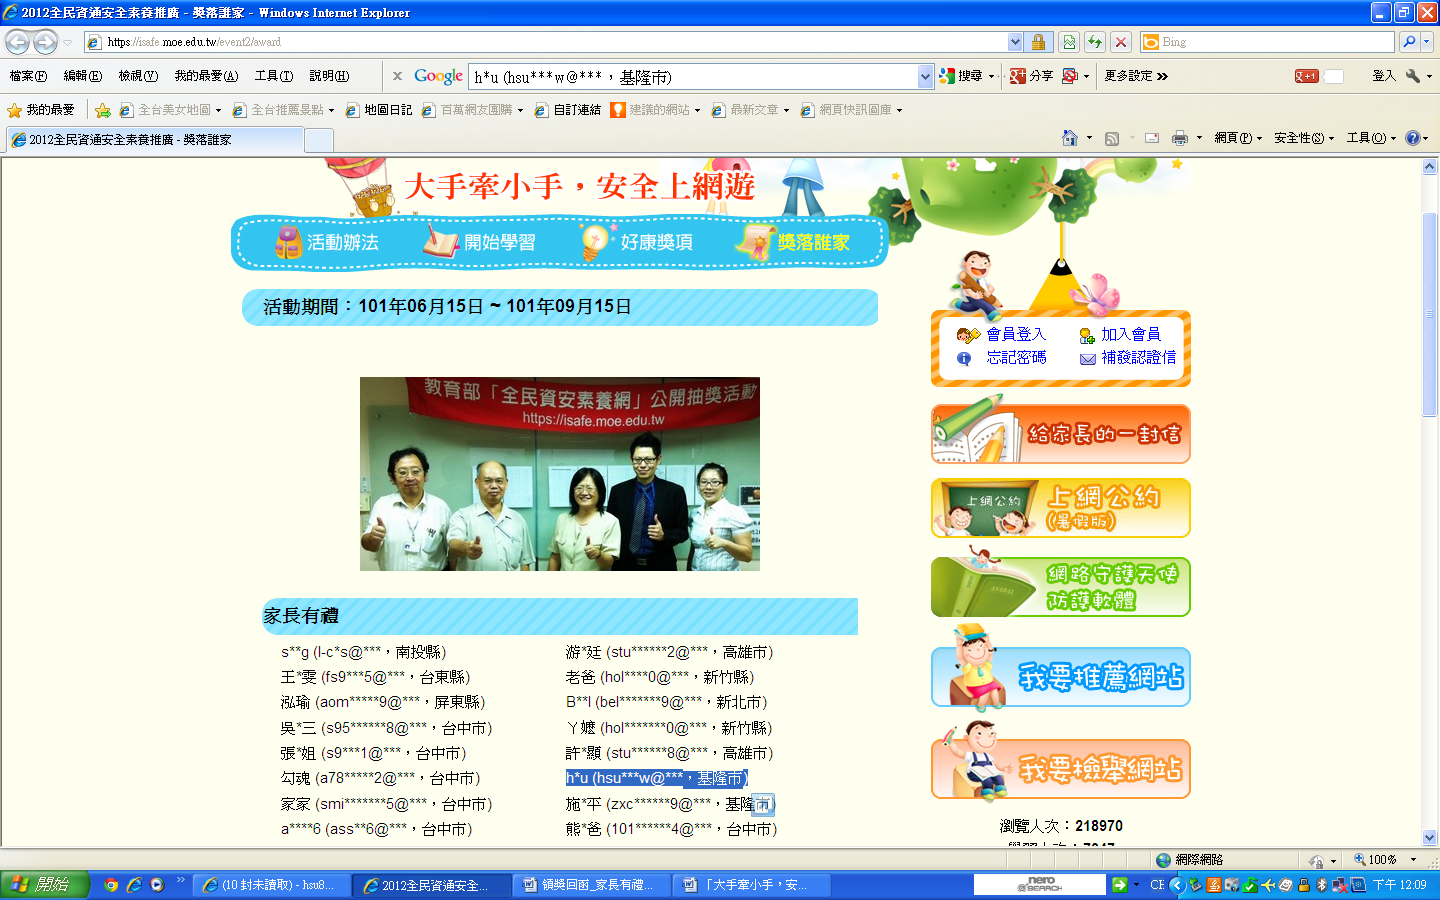 2012全民資通安全素養推廣 - 獎落誰家 - Windows Internet Explorer
https://isafe.moe.edu.tw/event2/award
Bing
檔案(F) 編輯(E) 檢視(V) 我的最愛(A) 工具(T) 說明(H)
Google h*u (hsu***w@***，基隆市) 搜尋 分享 更多設定 » +1 登入
我的最愛 全台美女地圖 全台推薦景點 地圖日記 百萬網友團購 自訂連結 建議的網站 最新文章 網頁快訊圖庫
2012全民資通安全素養推廣 - 獎落誰家
網頁(P) 安全性(S) 工具(O)
大手牽小手，安全上網遊
活動辦法 開始學習 好康獎項 獎落誰家
活動期間：101年06月15日 ~ 101年09月15日
會員登入 加入會員
忘記密碼 補發認證信
教育部「全民資安素養網」公開抽獎活動
https://isafe.moe.edu.tw
給家長的一封信
上網公約
上網公約
(暑假版)
網路守護天使
防護軟體
我要推薦網站
我要檢舉網站
瀏覽人次：218970
家長有禮
s**g (l-c*s@***，南投縣) 游*廷 (stu******2@***，高雄市)
王*雯 (fs9***5@***，台東縣) 老爸 (hol****0@***，新竹縣)
泓瑜 (aom*****9@***，屏東縣) B**l (bel*******9@***，新北市)
吳*三 (s95******8@***，台中市) ㄚ嬤 (hol*******0@***，新竹縣)
張*姐 (s9***1@***，台中市) 許*顯 (stu******8@***，高雄市)
勾魂 (a78*****2@***，台中市) h*u (hsu***w@***，基隆市)
家家 (smi*******5@***，台中市) 施*平 (zxc******9@***，基隆市)
a****6 (ass**6@***，台中市) 熊*爸 (101******4@***，台中市)
網際網路 100%
開始 (10 封未讀取) - hsu8... 2012全民資通安全... 領獎回函_家長有禮... 「大手牽小手，安... nero SEARCH 下午 12:09